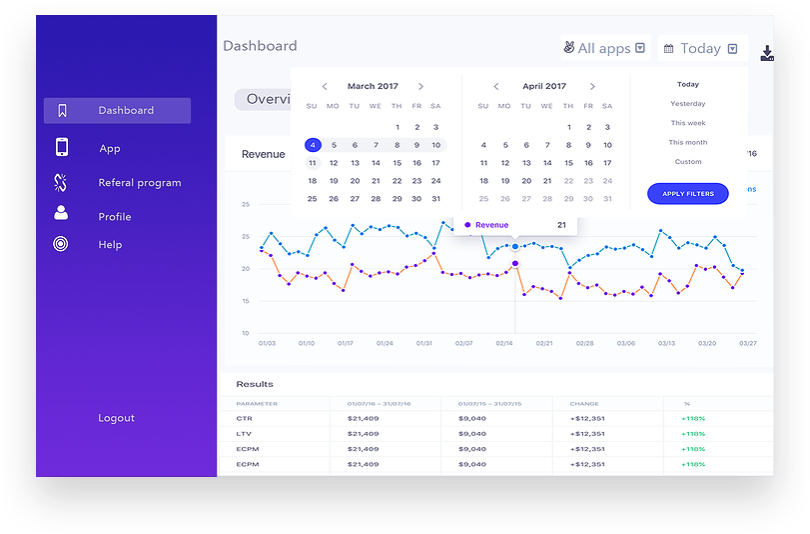 Dashboard
App
Referal program
Profile
Help
Logout
Dashboard
All apps
Today
Overvi
Revenue
/16
ns
March 2017
SU MO TU WE TH FR SA
1 2 3
4 5 6 7 8 9 10
11 12 13 14 15 16 17
18 19 20 21 22 23 24
25 26 27 28 29 30 31
April 2017
SU MO TU WE TH FR SA
1 2 3
4 5 6 7 8 9 10
11 12 13 14 15 16 17
18 19 20 21 22 23 24
25 26 27 28 29 30 31
Today
Yesterday
This week
This month
Custom
APPLY FILTERS
Revenue 21
25
25
20
15
10
01/03 01/10 01/17 01/24 01/31 02/07 02/14 02/21 02/28 03/06 03/13 03/20 03/27
Results
PARAMETER 01/07/16 – 31/07/16 01/07/15 – 31/07/15 CHANGE %
CTR $21,409 $9,040 +$12,351 +118%
LTV $21,409 $9,040 +$12,351 +118%
ECPM $21,409 $9,040 +$12,351 +118%
ECPM $21,409 $9,040 +$12,351 +118%